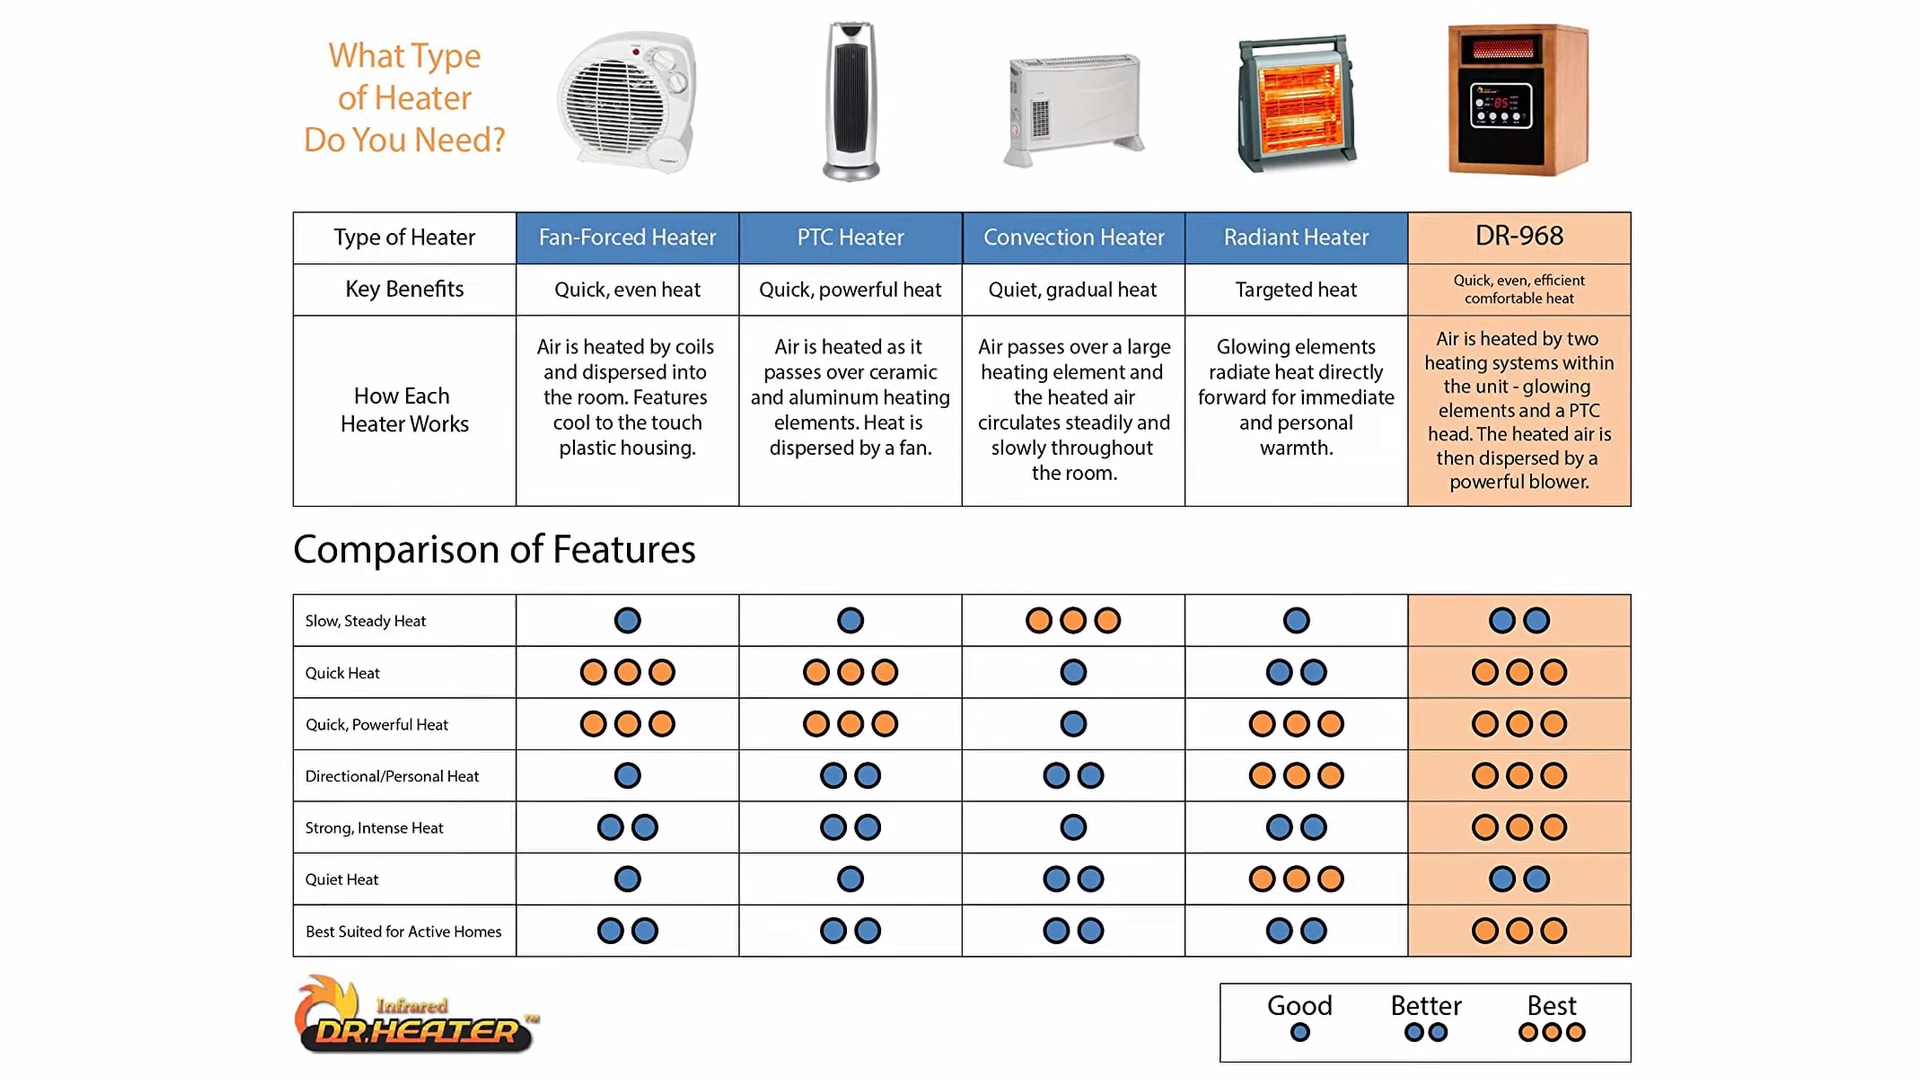 What Type
of Heater
Do You Need?
Type of Heater
Fan-Forced Heater
PTC Heater
Convection Heater
Radiant Heater
DR-968
Key Benefits
Quick, even heat
Quick, powerful heat
Quiet, gradual heat
Targeted heat
Quick, even, efficient
comfortable heat
How Each
Heater Works
Air is heated by coils
and dispersed into
the room. Features
cool to the touch
plastic housing.
Air is heated as it
passes over ceramic
and aluminum heating
elements. Heat is
dispersed by a fan.
Air passes over a large
heating element and
the heated air
circulates steadily and
slowly throughout
the room.
Glowing elements
radiate heat directly
forward for immediate
and personal
warmth.
Air is heated by two
heating systems within
the unit - glowing
elements and a PTC
head. The heated air is
then dispersed by a
powerful blower.
Comparison of Features
Slow, Steady Heat
Quick Heat
Quick, Powerful Heat
Directional/Personal Heat
Strong, Intense Heat
Quiet Heat
Best Suited for Active Homes
Infrared
DR.HEATER™
Good
Better
Best